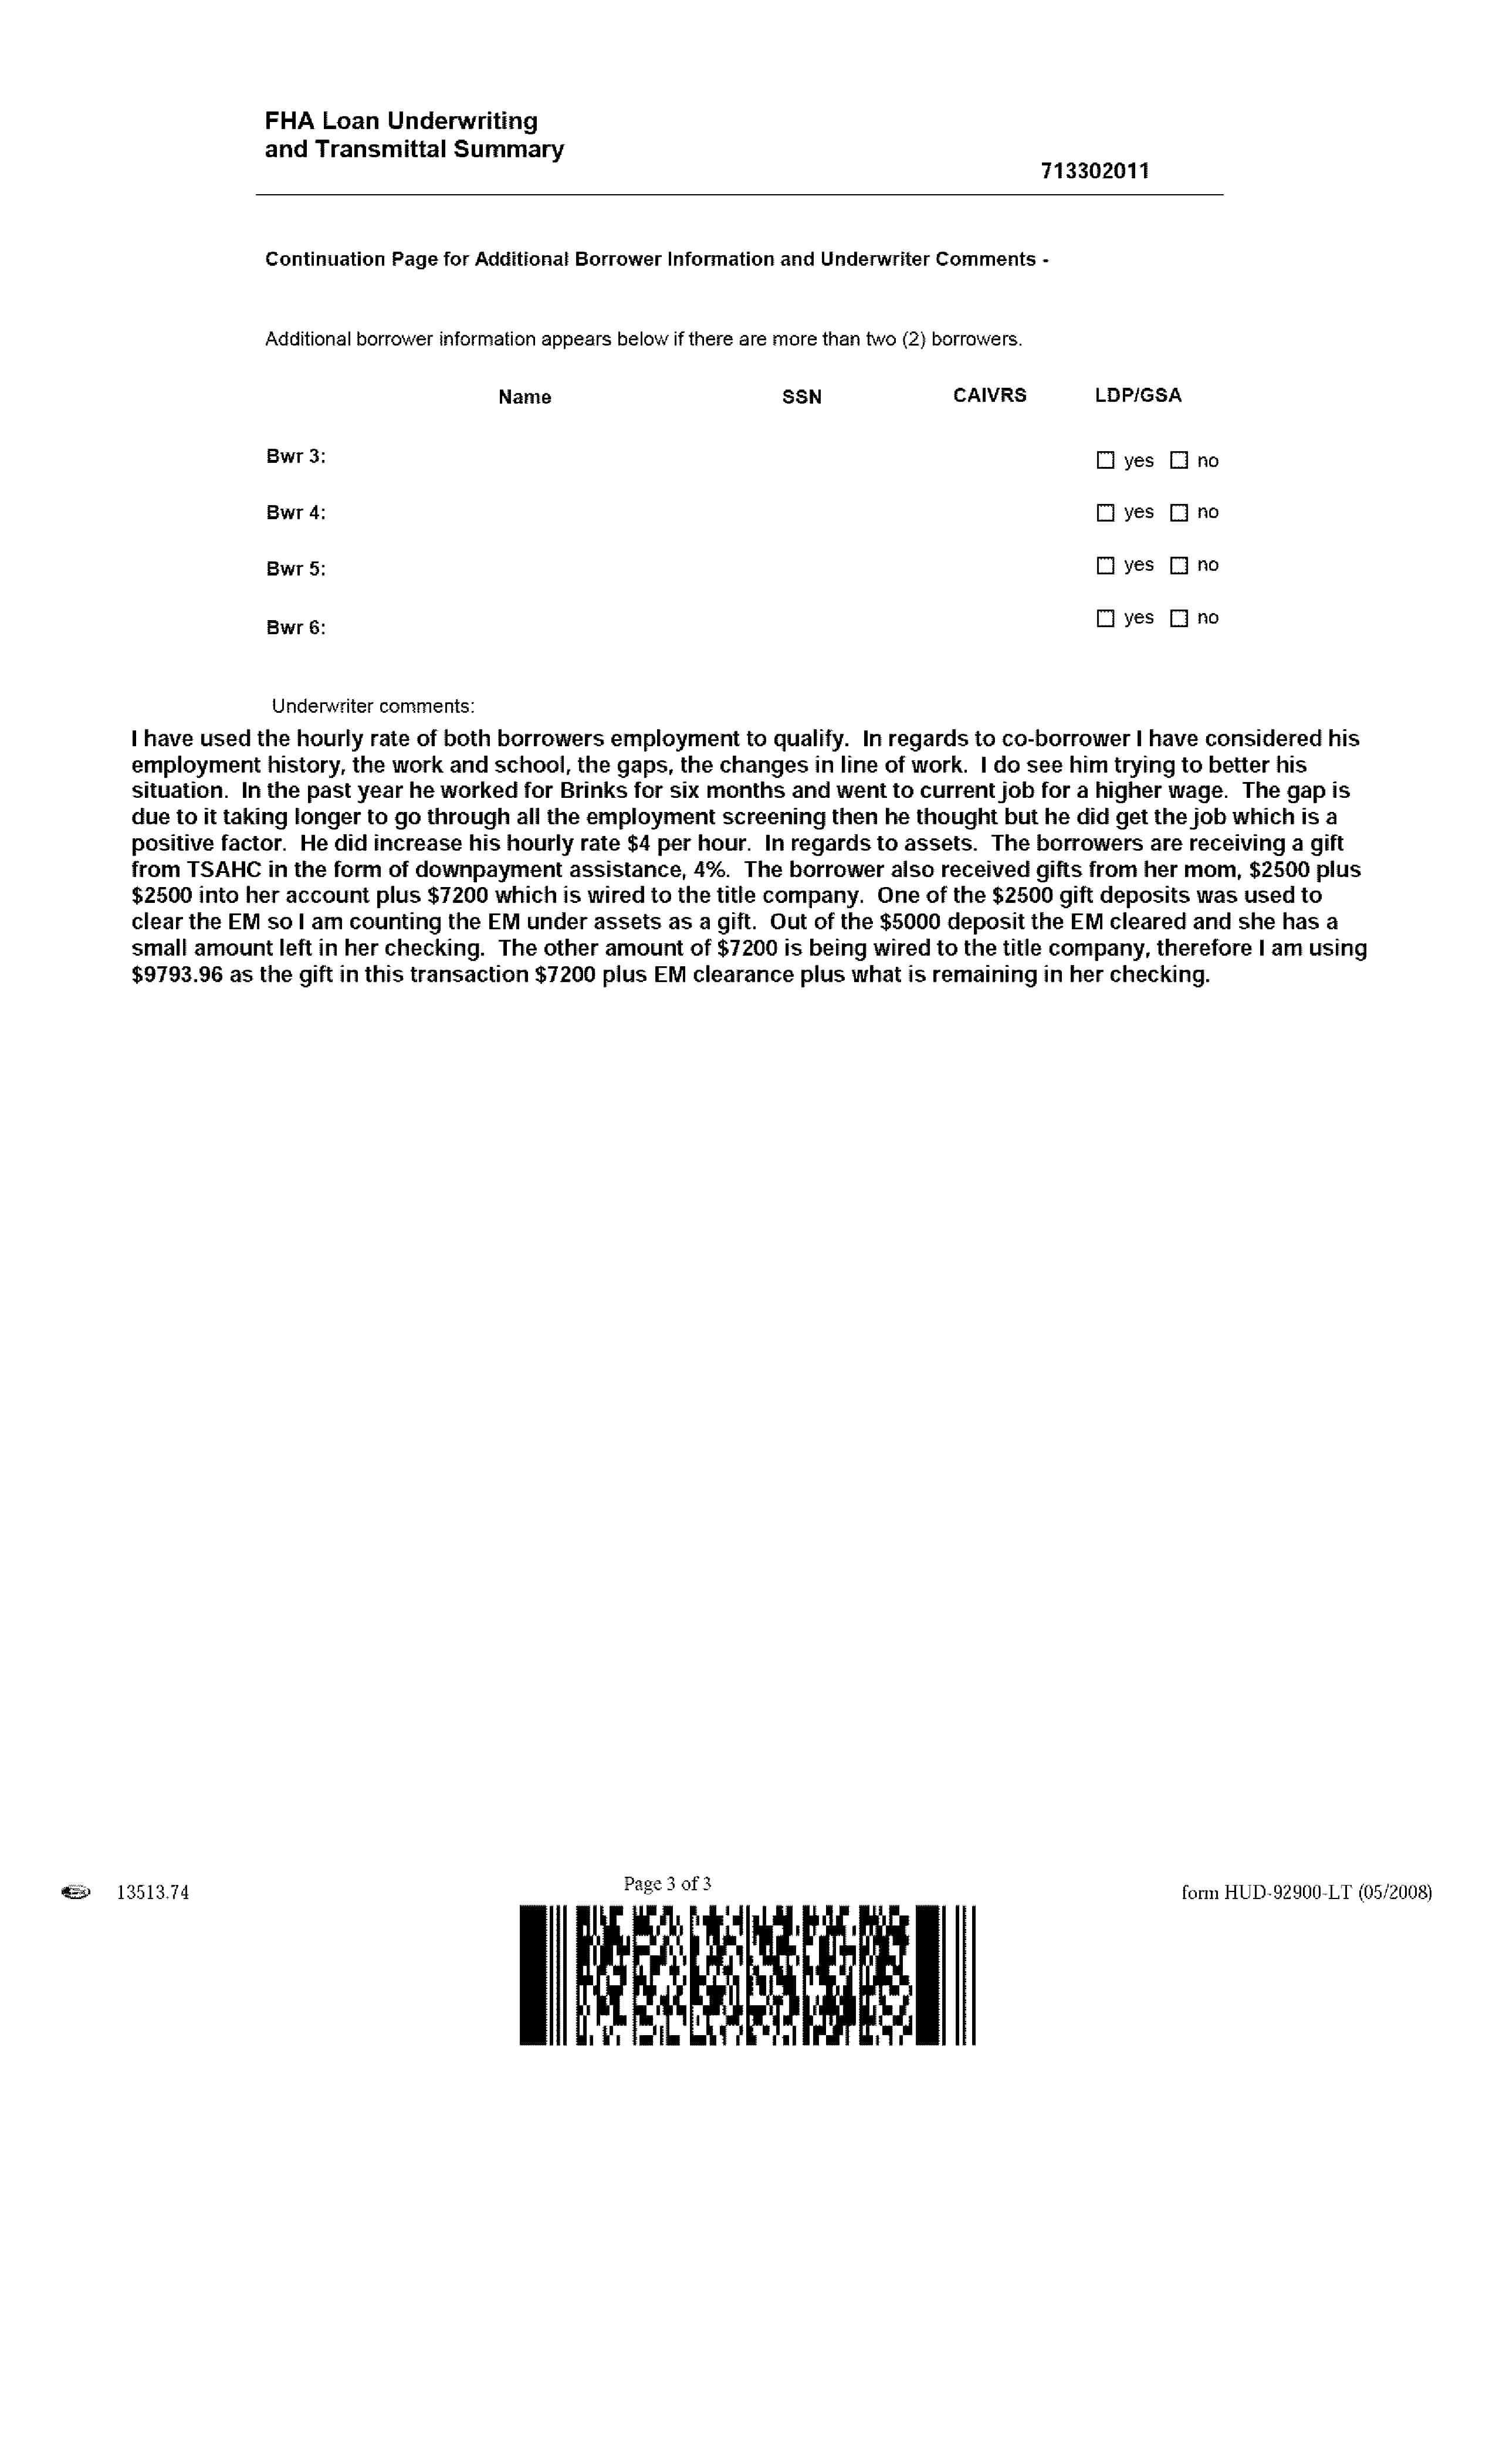 FHA Loan Underwriting
and Transmittal Summary
713302011
Continuation Page for Additional Borrower Information and Underwriter Comments -
Additional borrower information appears below if there are more than two (2) borrowers.
Name SSN CAIVRS LDP/GSA
Bwr 3: yes no
Bwr 4: yes no
Bwr 5: yes no
Bwr 6: yes no
Underwriter comments:
I have used the hourly rate of both borrowers employment to qualify. In regards to co-borrower I have considered his
employment history, the work and school, the gaps, the changes in line of work. I do see him trying to better his
situation. In the past year he worked for Brinks for six months and went to current job for a higher wage. The gap is
due to it taking longer to go through all the employment screening then he thought but he did get the job which is a
positive factor. He did increase his hourly rate $4 per hour. In regards to assets. The borrowers are receiving a gift
from TSAHC in the form of downpayment assistance, 4%. The borrower also received gifts from her mom, $2500 plus
$2500 into her account plus $7200 which is wired to the title company. One of the $2500 gift deposits was used to
clear the EM so I am counting the EM under assets as a gift. Out of the $5000 deposit the EM cleared and she has a
small amount left in her checking. The other amount of $7200 is being wired to the title company, therefore I am using
$9793.96 as the gift in this transaction $7200 plus EM clearance plus what is remaining in her checking.
13513.74
Page 3 of 3
form HUD-92900-LT (05/2008)